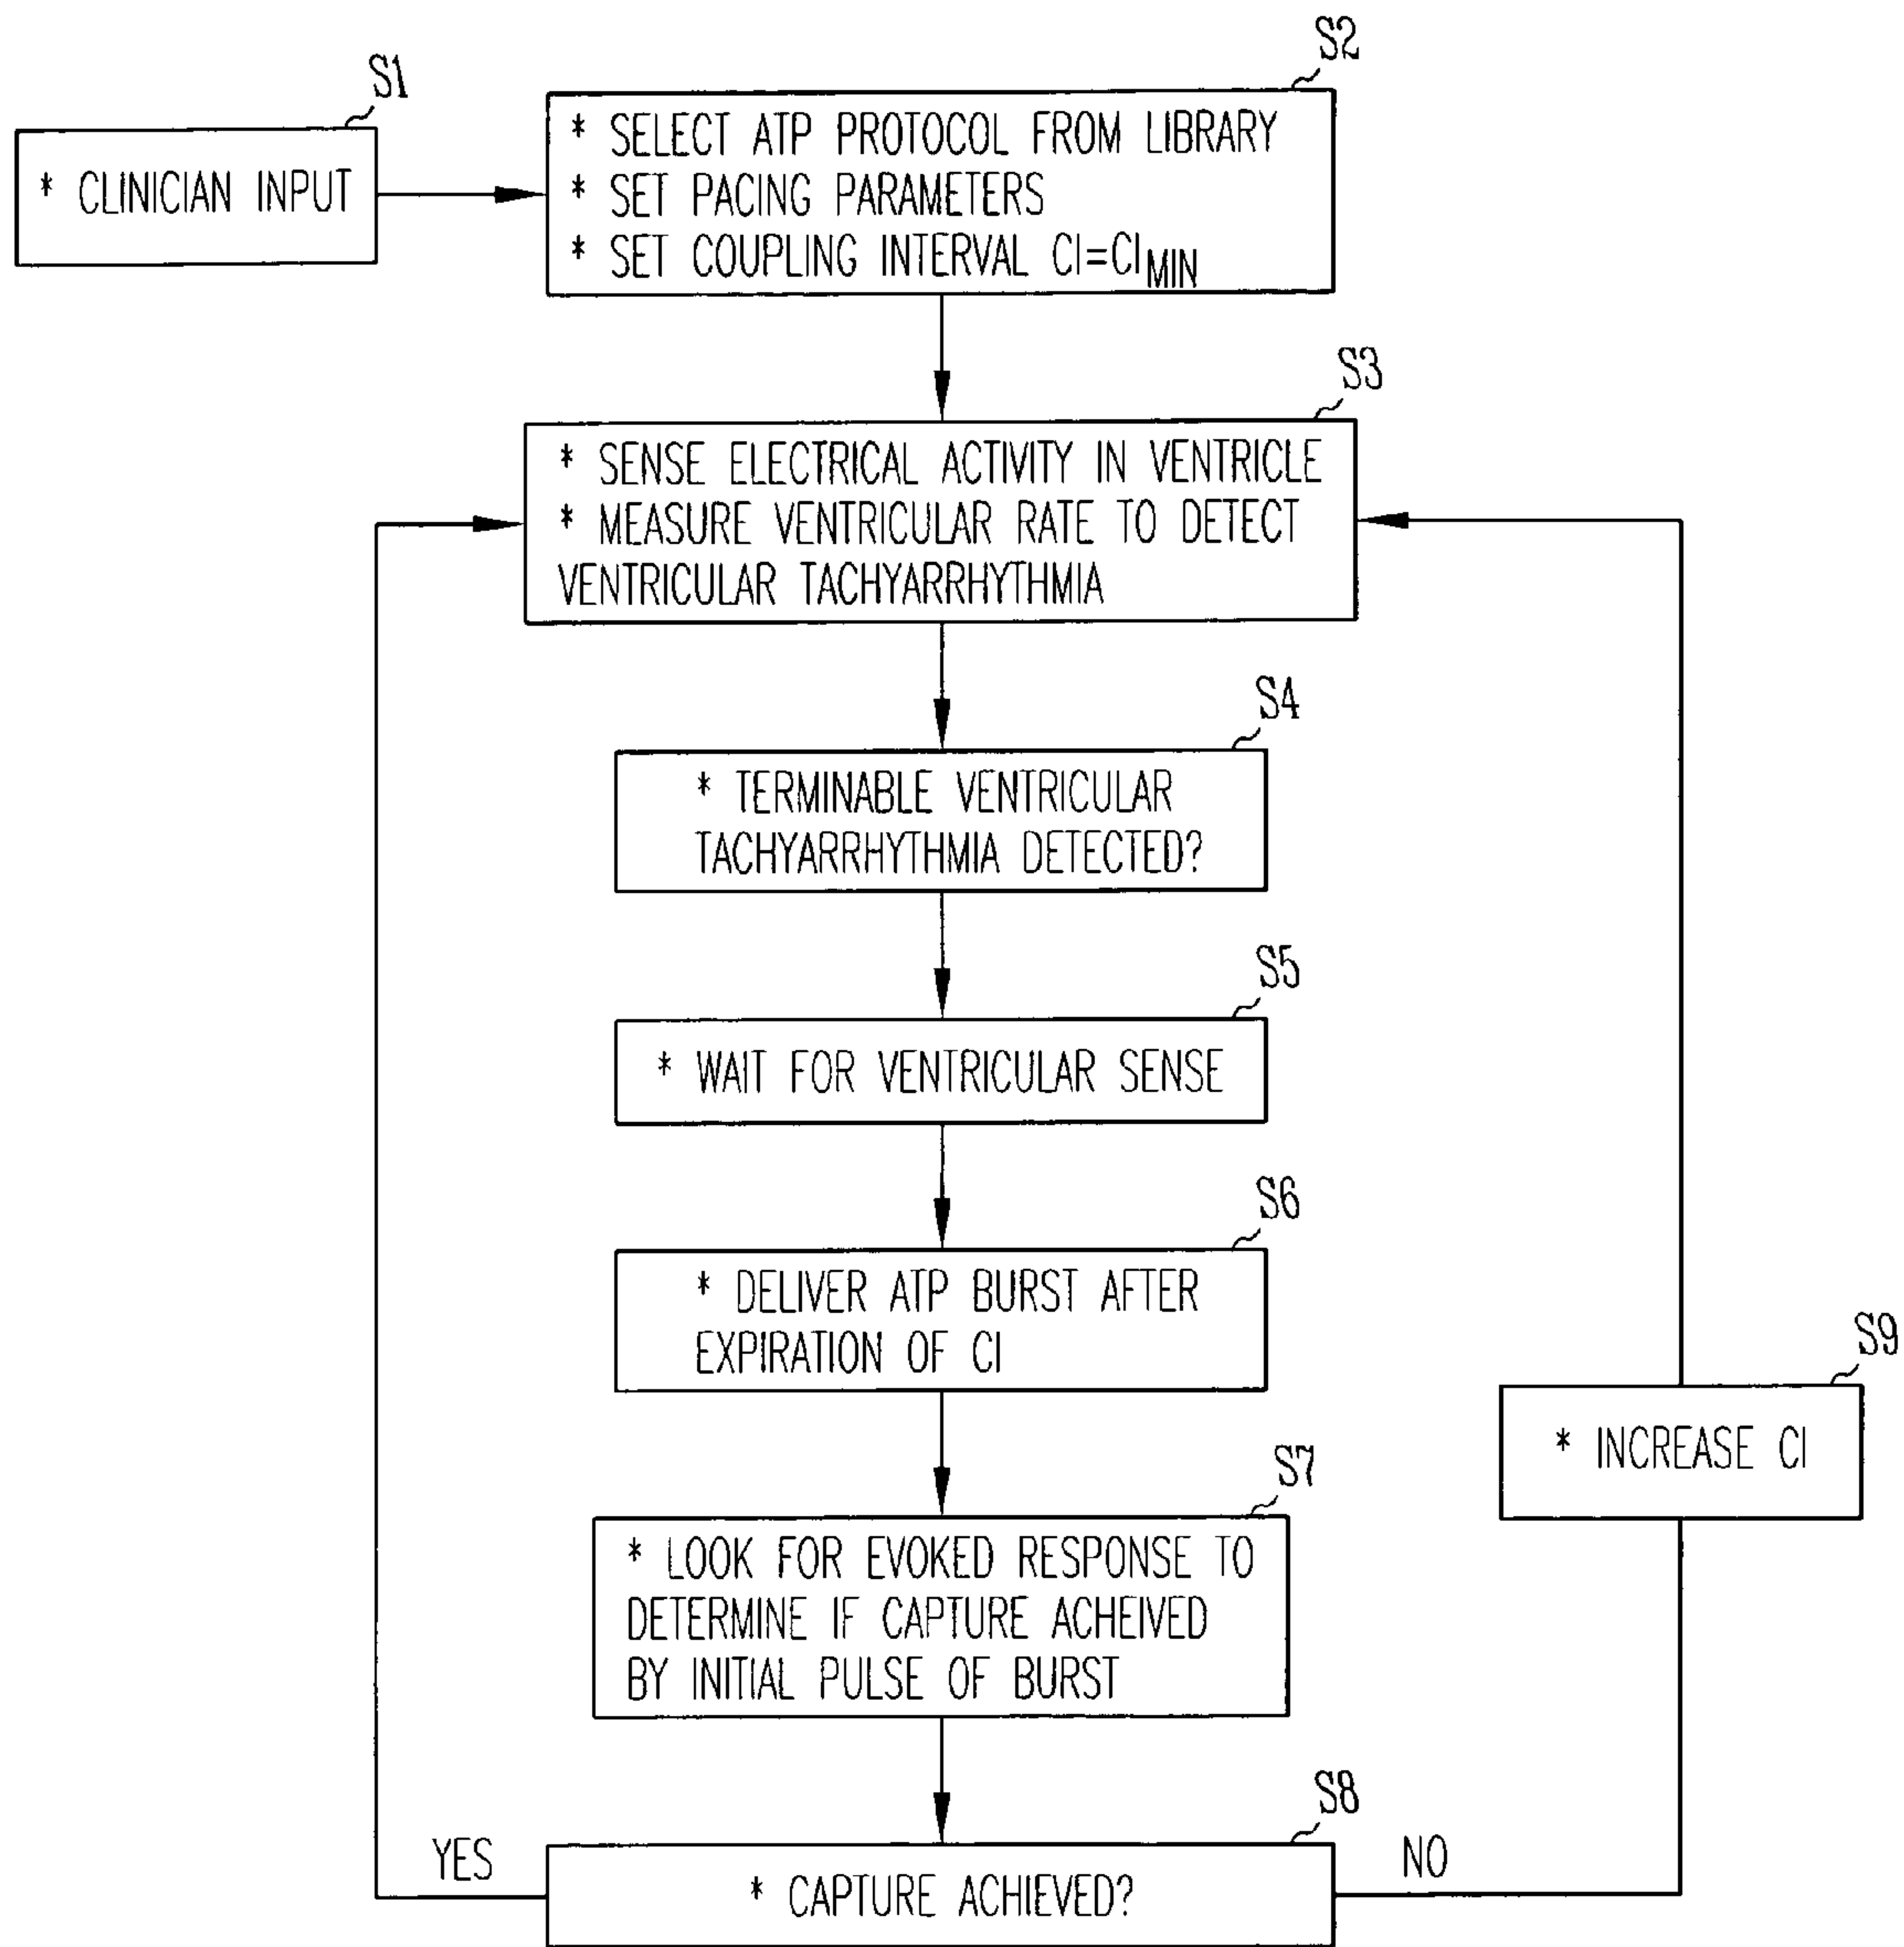 S1
* CLINICIAN INPUT
S2
* SELECT ATP PROTOCOL FROM LIBRARY
* SET PACING PARAMETERS
* SET COUPLING INTERVAL CI=CI_MIN
S3
* SENSE ELECTRICAL ACTIVITY IN VENTRICLE
* MEASURE VENTRICULAR RATE TO DETECT
VENTRICULAR TACHYARRHYTHMIA
S4
* TERMINABLE VENTRICULAR
TACHYARRHYTHMIA DETECTED?
S5
* WAIT FOR VENTRICULAR SENSE
S6
* DELIVER ATP BURST AFTER
EXPIRATION OF CI
S7
* LOOK FOR EVOKED RESPONSE TO
DETERMINE IF CAPTURE ACHEIVED
BY INITIAL PULSE OF BURST
S8
* CAPTURE ACHIEVED?
YES
NO
S9
* INCREASE CI